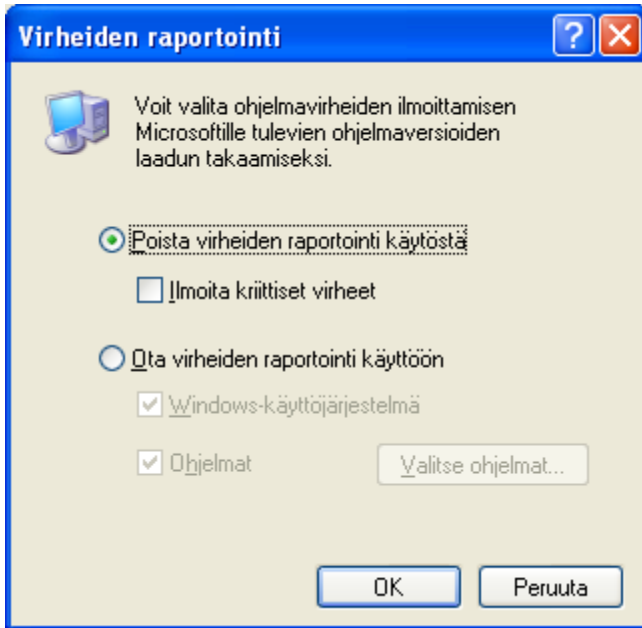 Virheiden raportointi
Voit valita ohjelmavirheiden ilmoittamisen
Microsoftille tulevien ohjelmaversioiden
laadun takaamiseksi.
Poista virheiden raportointi käytöstä
Ilmoita kriittiset virheet
Ota virheiden raportointi käyttöön
Windows-käyttöjärjestelmä
Ohjelmat
Valitse ohjelmat...
OK
Peruuta